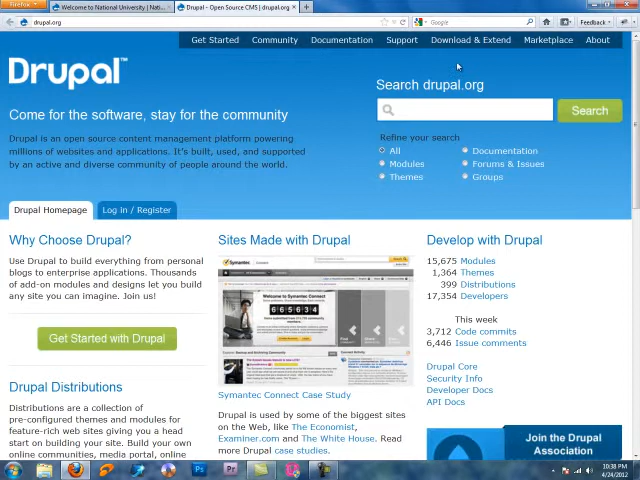 Firefox
Welcome to National University | Nati...
Drupal - Open Source CMS | drupal.org
drupal.org
Google
Feedback
Get Started
Community
Documentation
Support
Download & Extend
Marketplace
About
Drupal™
Come for the software, stay for the community
Drupal is an open source content management platform powering
millions of websites and applications. It's built, used, and supported
by an active and diverse community of people around the world.
Search drupal.org
Search
Refine your search
All
Documentation
Modules
Forums & Issues
Themes
Groups
Drupal Homepage
Log in / Register
Why Choose Drupal?
Use Drupal to build everything from personal
blogs to enterprise applications. Thousands
of add-on modules and designs let you build
any site you can imagine. Join us!
Get Started with Drupal
Drupal Distributions
Distributions are a collection of
pre-configured themes and modules for
feature-rich web sites giving you a head
start on building your site. Build your own
online communities, media portal, online
Sites Made with Drupal
Symantec
Welcome to Symantec Connect
605634
Symantec Connect Case Study
Drupal is used by some of the biggest sites
on the Web, like The Economist,
Examiner.com and The White House. Read
more Drupal case studies.
Develop with Drupal
15,675 Modules
1,364 Themes
399 Distributions
17,354 Developers
This week
3,712 Code commits
6,446 Issue comments
Drupal Core
Security Info
Developer Docs
API Docs
Join the Drupal
Association
Ps
Pr
10:38 PM
4/24/2012